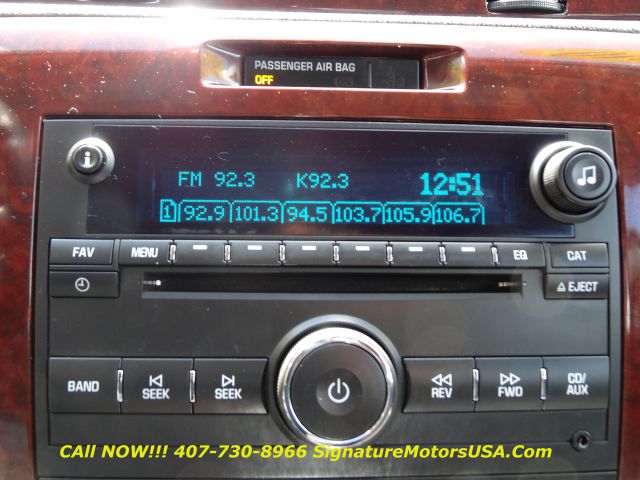 PASSENGER AIR BAG
OFF
i
FM 92.3 K92.3 12:51
1 92.9 101.3 94.5 103.7 105.9 106.7
FAV MENU EQ CAT
EJECT
BAND SEEK SEEK REV FWD CD/AUX
CAll NOW!!! 407-730-8966 SignatureMotorsUSA.Com